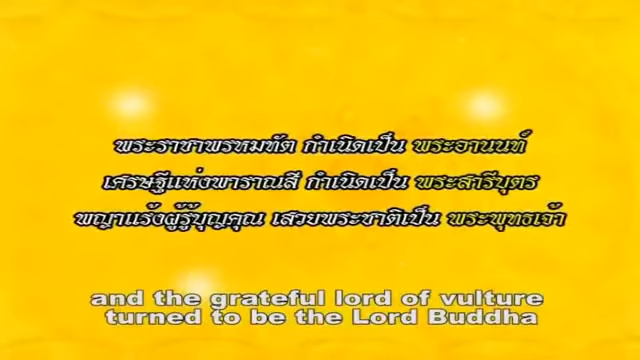 พระราชาพรหมทัต กำเนิดเป็น พระอานนท์
เศรษฐีแห่งพาราณสี กำเนิดเป็น พระสารีบุตร
พญาแร้งผู้รู้บุญคุณ เสวยพระชาติเป็น พระพุทธเจ้า
and the grateful lord of vulture
turned to be the Lord Buddha